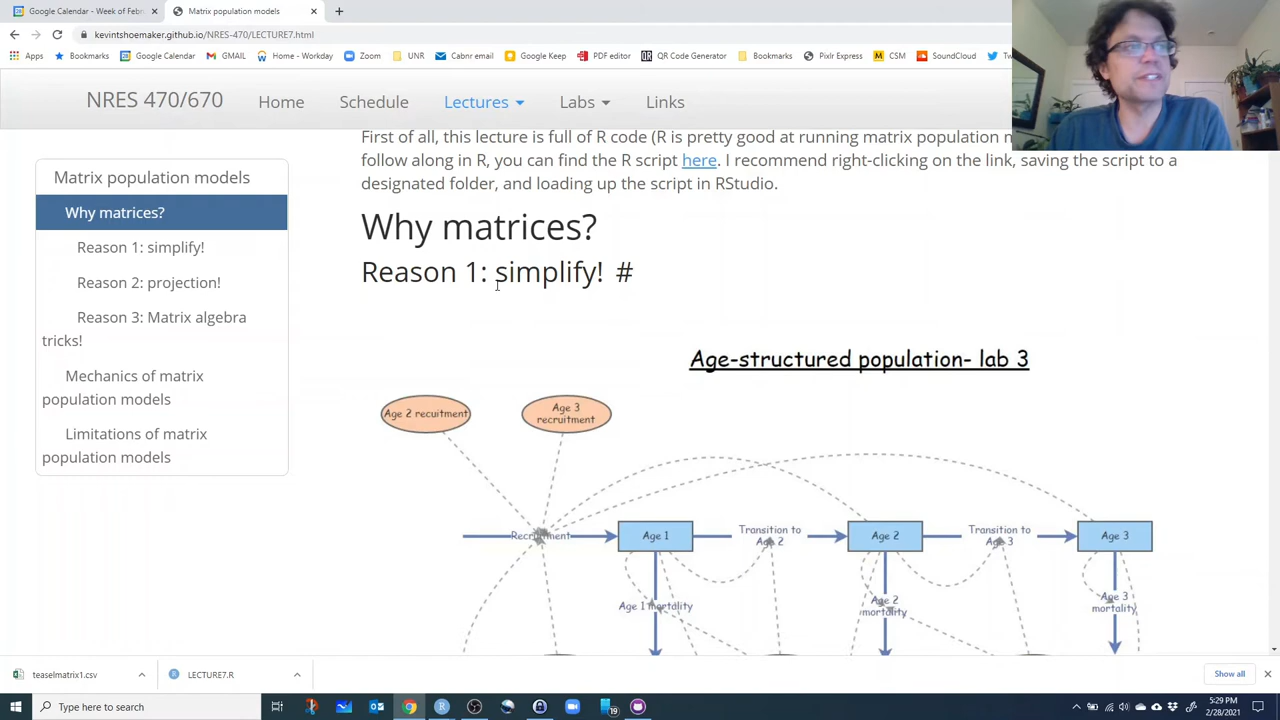 Google Calendar - Week of Febr
Matrix population models
kevintshoemaker.github.io/NRES-470/LECTURE7.html
Apps
Bookmarks
Google Calendar
GMAIL
Home - Workday
Zoom
UNR
Cabnr email
Google Keep
PDF editor
QR Code Generator
Bookmarks
Pixlr Express
CSM
SoundCloud
Tw
NRES 470/670
Home
Schedule
Lectures
Labs
Links
First of all, this lecture is full of R code (R is pretty good at running matrix population m
follow along in R, you can find the R script here. I recommend right-clicking on the link, saving the script to a
designated folder, and loading up the script in RStudio.
Matrix population models
Why matrices?
Reason 1: simplify!
Reason 2: projection!
Reason 3: Matrix algebra
tricks!
Mechanics of matrix
population models
Limitations of matrix
population models
Why matrices?
Reason 1: simplify! #
Age-structured population- lab 3
Age 2 recuitment
Age 3
recruitment
Recruitment
Age 1
Transition to
Age 2
Age 2
Transition to
Age 3
Age 3
Age 1 mortality
Age 2
mortality
Age 3
mortality
teaselmatrix1.csv
LECTURE7.R
Show all
Type here to search
19
5:29 PM
2/28/2021